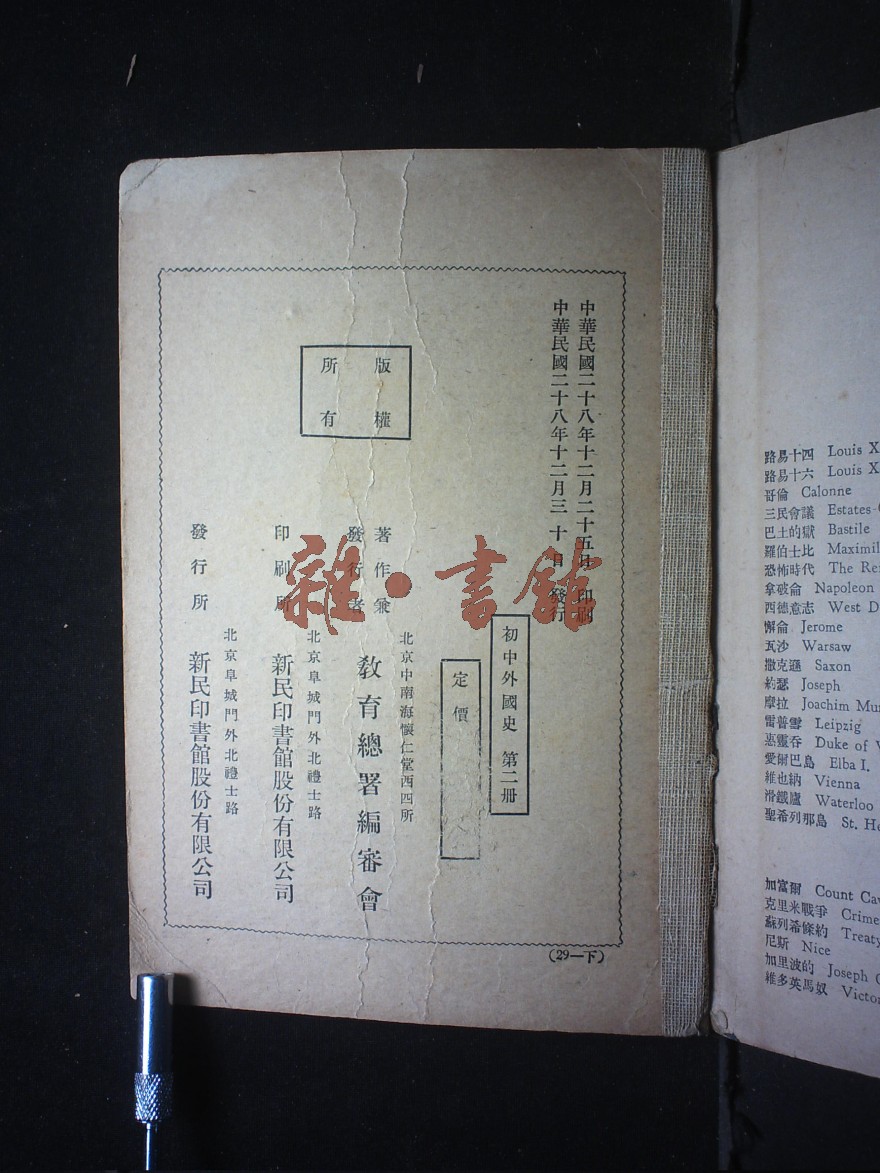 中華民國二十八年十二月二十五日 印刷
中華民國二十八年十二月三十日 發行
初中外國史 第二冊
定價
版權
所有
北京中南海懷仁堂西四所
著作兼
發行者
教育總署編審會
北京阜城門外北禮士路
印刷所
新民印書館股份有限公司
北京阜城門外北禮士路
發行所
新民印書館股份有限公司
(29—下)
雜·書館
路易十四 Louis X
路易十六 Louis X
哥倫 Calonne
三民會議 Estates-
巴土的獄 Bastile
羅伯士比 Maximil
恐怖時代 The Rei
拿破侖 Napoleon
西德意志 West D
懈侖 Jerome
瓦沙 Warsaw
撒克遜 Saxon
約瑟 Joseph
摩拉 Joachim Mu
雷普雪 Leipzig
惠靈吞 Duke of
愛爾巴島 Elba I.
維也納 Vienna
滑鐵盧 Waterloo
聖希列那島 St. He
加富爾 Count Cav
克里米戰爭 Crime
蘇列希條約 Treaty
尼斯 Nice
加里波的 Joseph
維多英馬奴 Victo